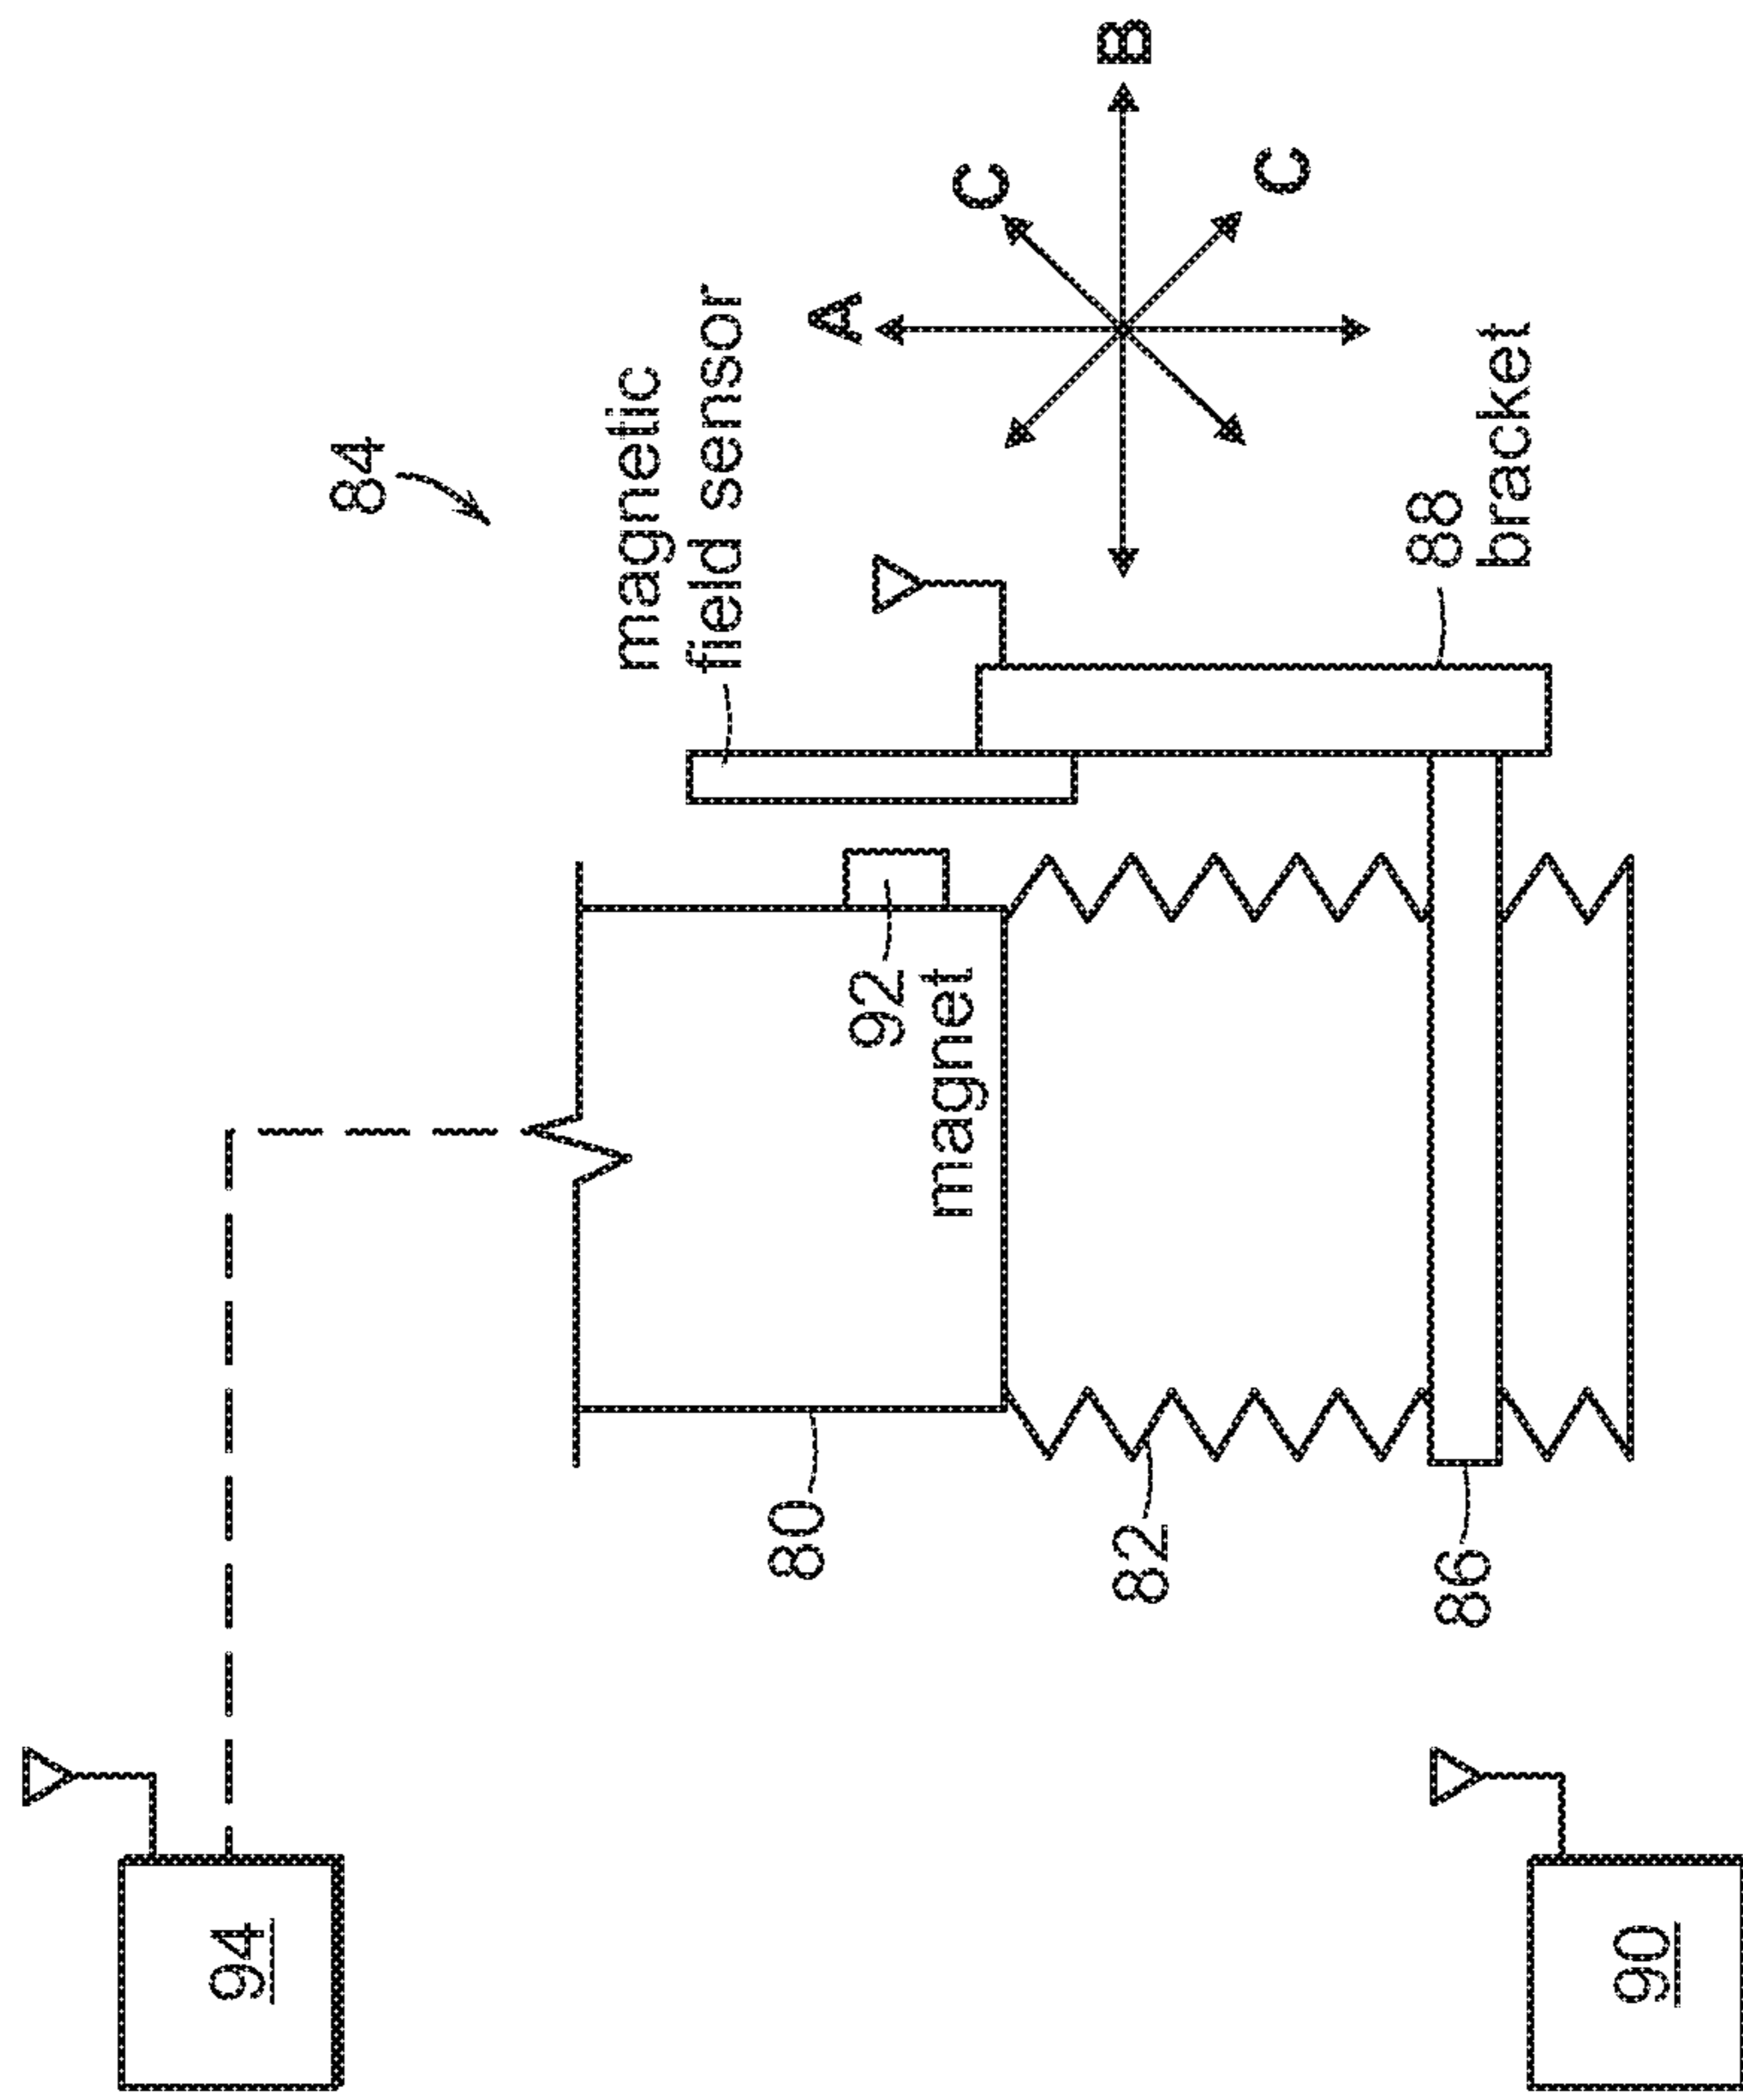 94
84
magnetic
field sensor
80
A
92
magnet
C
B
82
C
88
bracket
86
90